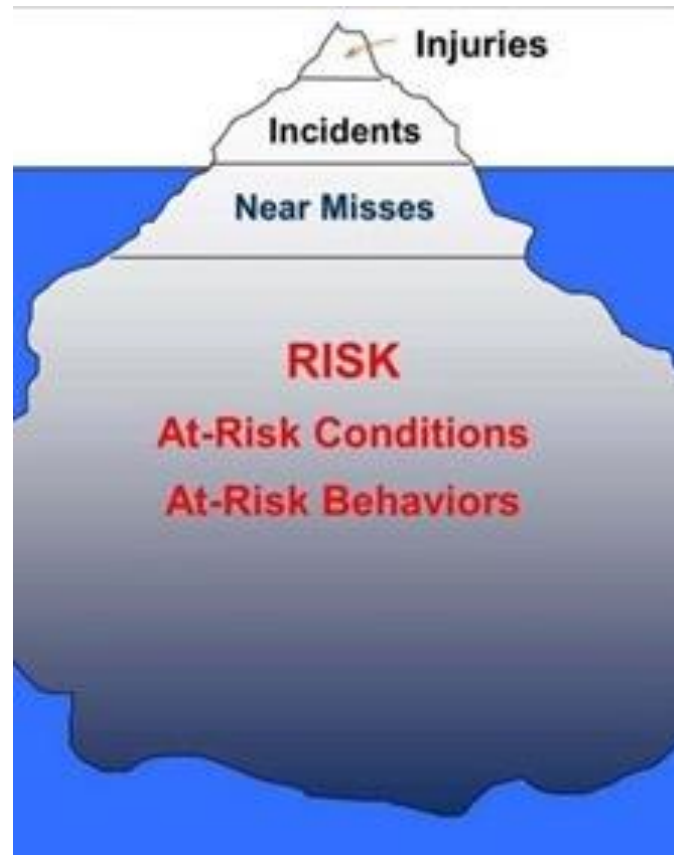 Injuries
Incidents
Near Misses
RISK
At-Risk Conditions
At-Risk Behaviors